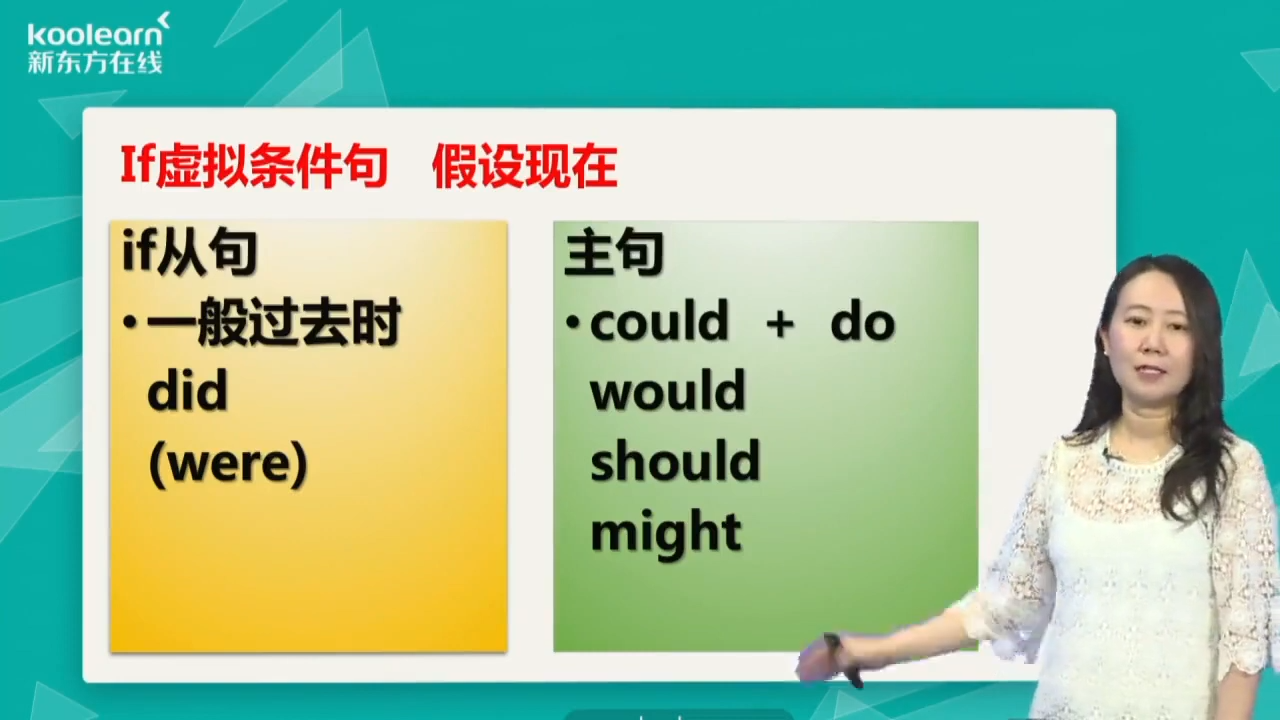 koolearn
新东方在线
If虚拟条件句 假设现在
if从句
•一般过去时
did
(were)
主句
•could + do
would
should
might